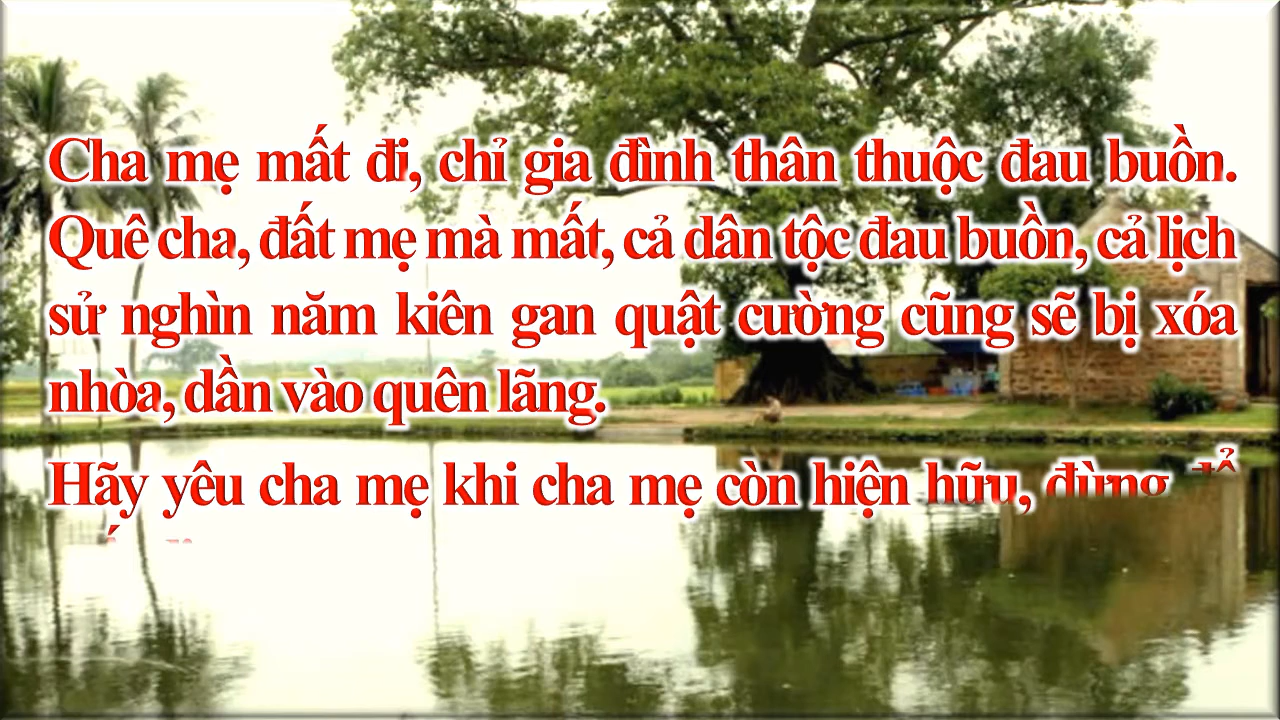 Cha mẹ mất đi, chỉ gia đình thân thuộc đau buồn.
Quê cha, đất mẹ mà mất, cả dân tộc đau buồn, cả lịch
sử nghìn năm kiên gan quật cường cũng sẽ bị xóa
nhòa, dần vào quên lãng.
Hãy yêu cha mẹ khi cha mẹ còn hiện hữu, đừng để